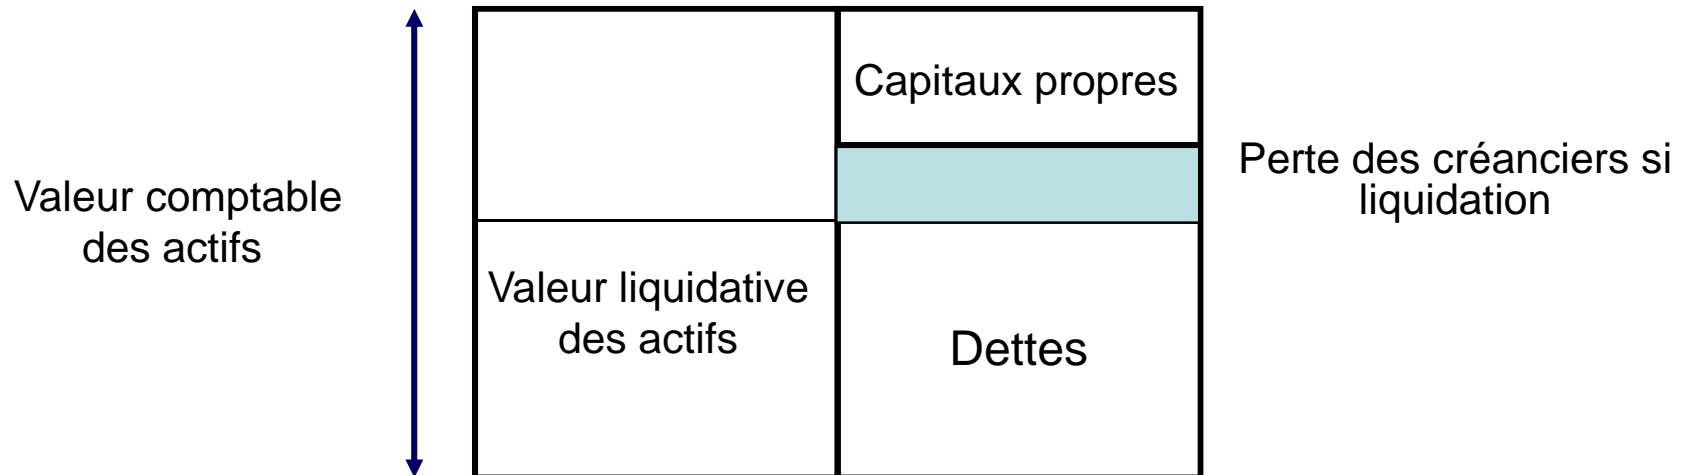 Valeur comptable
des actifs
Capitaux propres
Valeur liquidative
des actifs
Dettes
Perte des créanciers si
liquidation